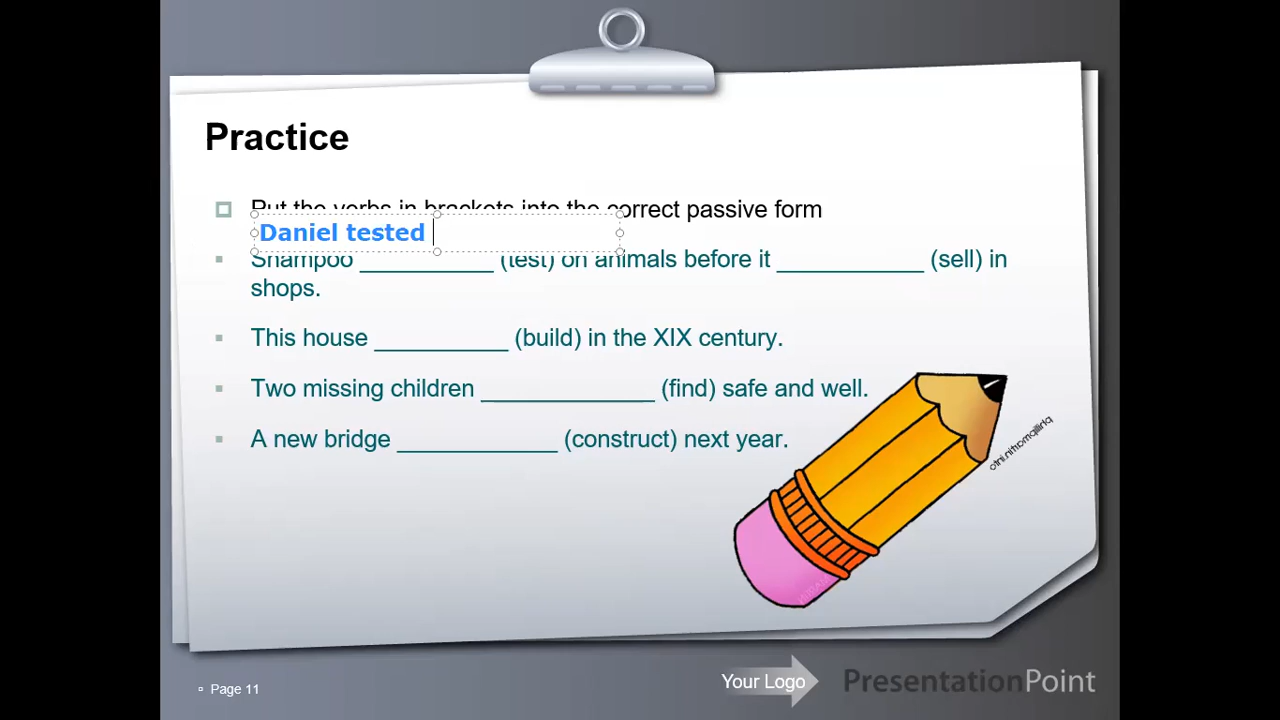 Practice
Put the verbs in brackets into the correct passive form
Daniel tested
Shampoo ___________ (test) on animals before it ____________ (sell) in
shops.
This house ___________ (build) in the XIX century.
Two missing children ______________ (find) safe and well.
A new bridge _____________ (construct) next year.
Page 11
Your Logo
PresentationPoint